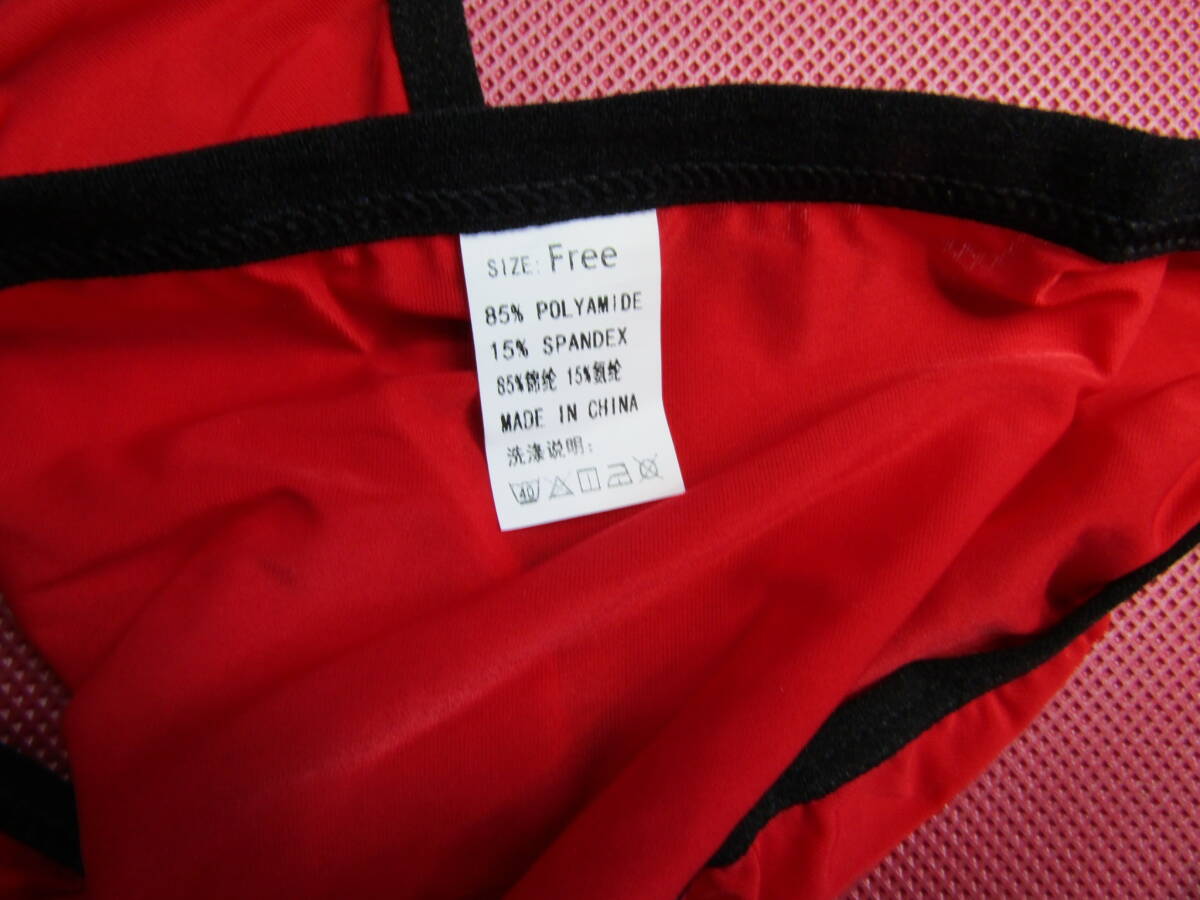 SIZE: Free
85% POLYAMIDE
15% SPANDEX
85%锦纶 15%氨纶
MADE IN CHINA
洗涤说明:
40